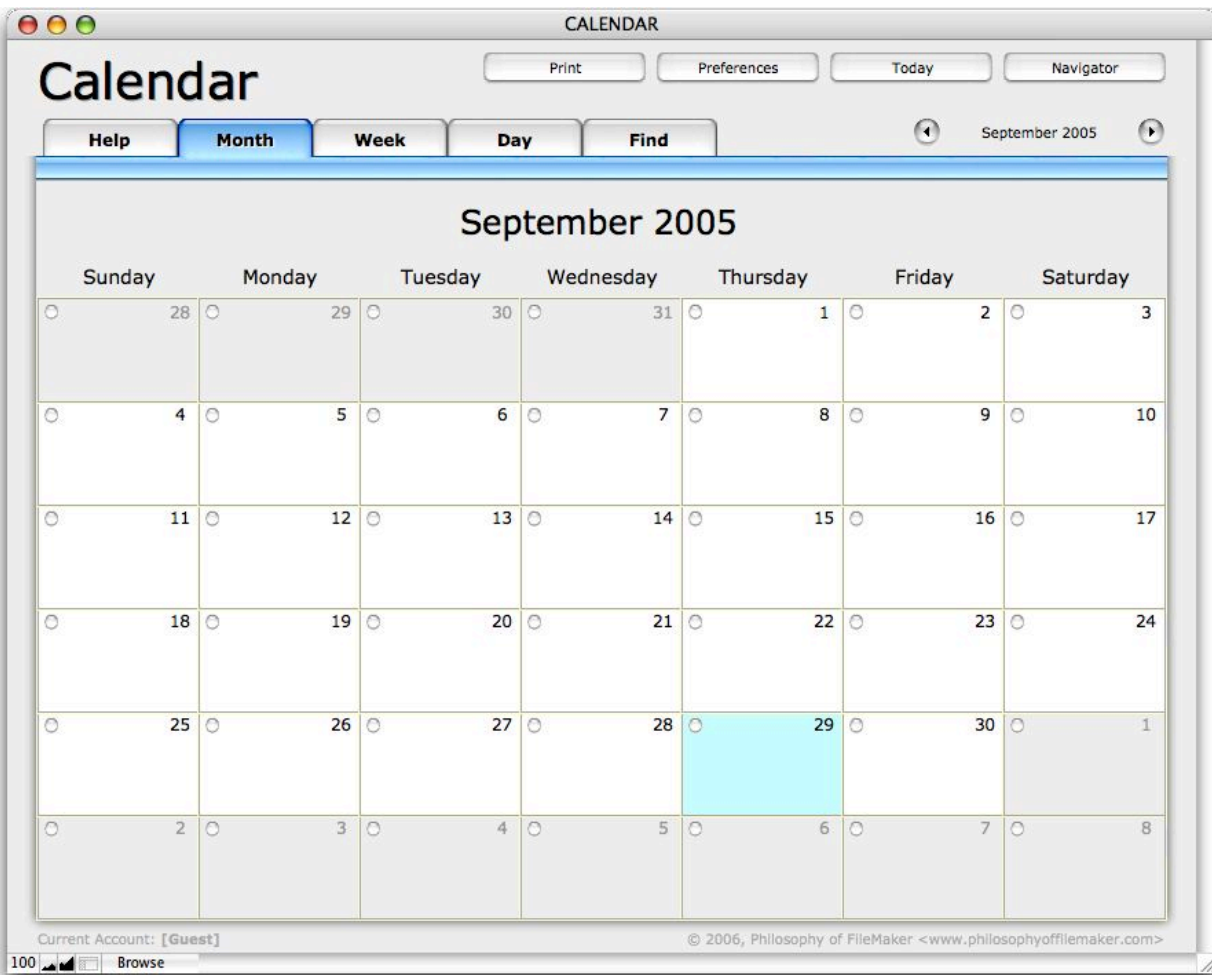 CALENDAR
Calendar
Print Preferences Today Navigator
Help Month Week Day Find
September 2005
September 2005
Sunday Monday Tuesday Wednesday Thursday Friday Saturday
28 29 30 31 1 2 3
4 5 6 7 8 9 10
11 12 13 14 15 16 17
18 19 20 21 22 23 24
25 26 27 28 29 30 1
2 3 4 5 6 7 8
Current Account: [Guest] © 2006, Philosophy of FileMaker <www.philosophyoffilemaker.com>
100 Browse